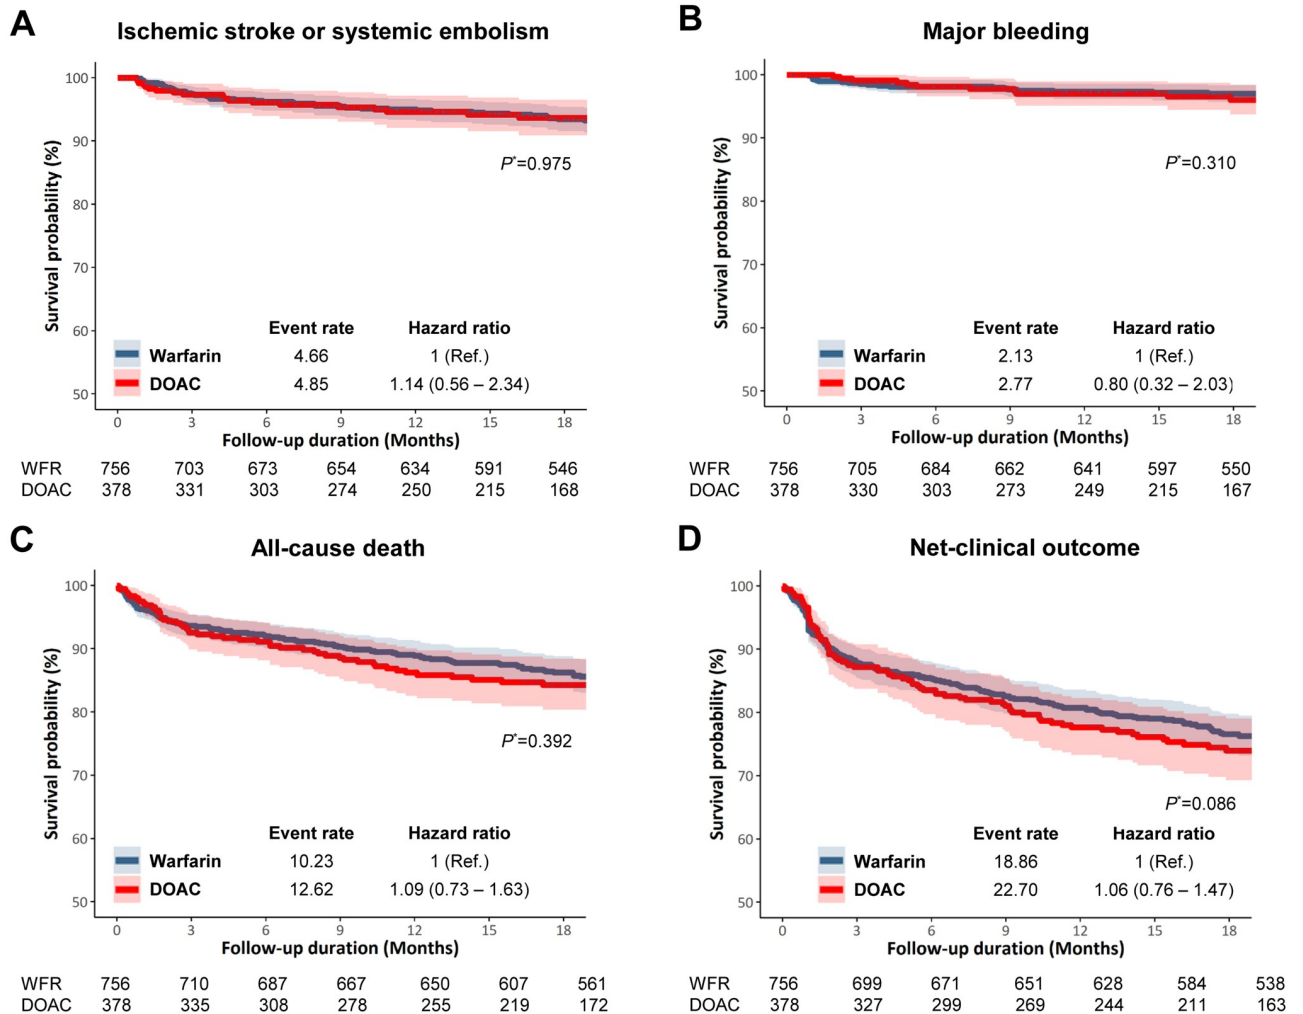 A
Ischemic stroke or systemic embolism
100
90
80
70
60
50
Survival probability (%)
P*=0.975
Event rate Hazard ratio
Warfarin 4.66 1 (Ref.)
DOAC 4.85 1.14 (0.56 – 2.34)
0 3 6 9 12 15 18
Follow-up duration (Months)
WFR 756 703 673 654 634 591 546
DOAC 378 331 303 274 250 215 168
B
Major bleeding
100
90
80
70
60
50
Survival probability (%)
P*=0.310
Event rate Hazard ratio
Warfarin 2.13 1 (Ref.)
DOAC 2.77 0.80 (0.32 – 2.03)
0 3 6 9 12 15 18
Follow-up duration (Months)
WFR 756 705 684 662 641 597 550
DOAC 378 330 303 273 249 215 167
C
All-cause death
100
90
80
70
60
50
Survival probability (%)
P*=0.392
Event rate Hazard ratio
Warfarin 10.23 1 (Ref.)
DOAC 12.62 1.09 (0.73 – 1.63)
0 3 6 9 12 15 18
Follow-up duration (Months)
WFR 756 710 687 667 650 607 561
DOAC 378 335 308 278 255 219 172
D
Net-clinical outcome
100
90
80
70
60
50
Survival probability (%)
P*=0.086
Event rate Hazard ratio
Warfarin 18.86 1 (Ref.)
DOAC 22.70 1.06 (0.76 – 1.47)
0 3 6 9 12 15 18
Follow-up duration (Months)
WFR 756 699 671 651 628 584 538
DOAC 378 327 299 269 244 211 163